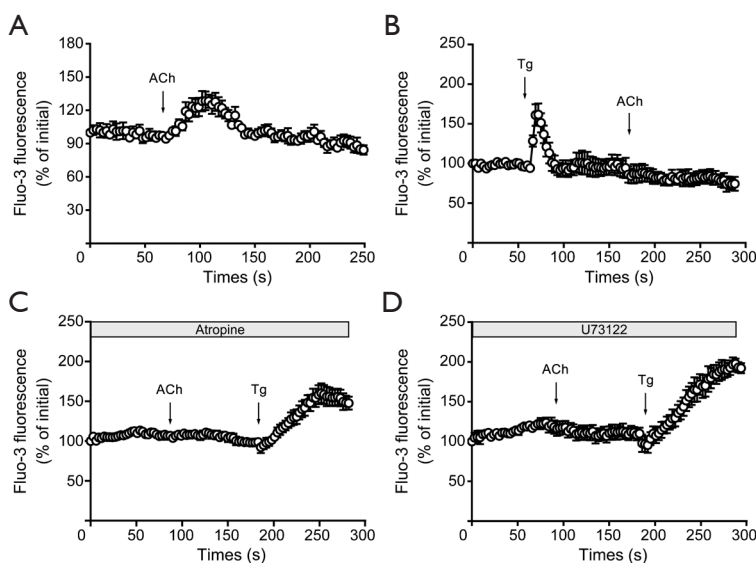 A
180
150
120
90
60
30
0
ACh
Fluo-3 fluorescence
(% of initial)
0 50 100 150 200 250
Times (s)
B
250
200
150
100
50
Tg
ACh
Fluo-3 fluorescence
(% of initial)
0 50 100 150 200 250 300
Times (s)
C
250
200
150
100
50
Atropine
ACh
Tg
Fluo-3 fluorescence
(% of initial)
0 50 100 150 200 250 300
Times (s)
D
250
200
150
100
50
U73122
ACh
Tg
Fluo-3 fluorescence
(% of initial)
0 50 100 150 200 250 300
Times (s)